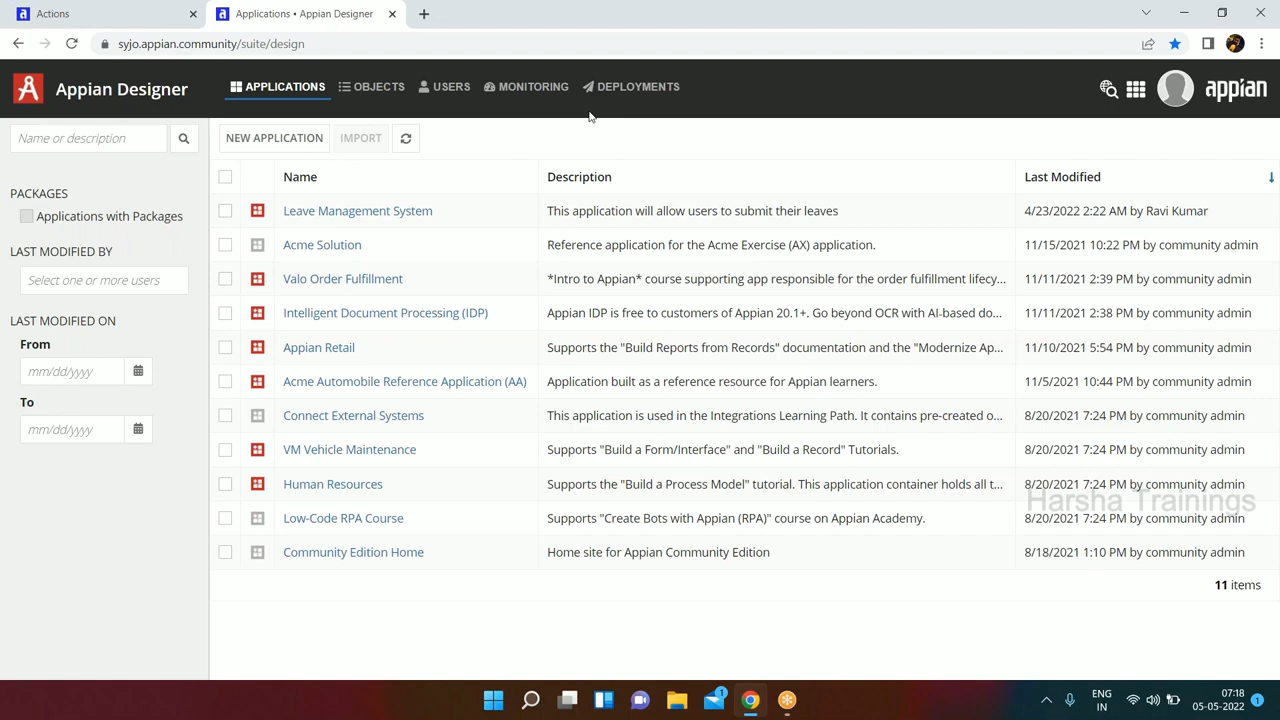 Actions
Applications • Appian Designer
syjo.appian.community/suite/design
Appian Designer
APPLICATIONS
OBJECTS
USERS
MONITORING
DEPLOYMENTS
appian
Name or description
NEW APPLICATION
IMPORT
PACKAGES
Applications with Packages
LAST MODIFIED BY
Select one or more users
LAST MODIFIED ON
From
mm/dd/yyyy
To
mm/dd/yyyy
Name Description Last Modified
Leave Management System This application will allow users to submit their leaves 4/23/2022 2:22 AM by Ravi Kumar
Acme Solution Reference application for the Acme Exercise (AX) application. 11/15/2021 10:22 PM by community admin
Valo Order Fulfillment *Intro to Appian* course supporting app responsible for the order fulfillment lifecy... 11/11/2021 2:39 PM by community admin
Intelligent Document Processing (IDP) Appian IDP is free to customers of Appian 20.1+. Go beyond OCR with AI-based do... 11/11/2021 2:38 PM by community admin
Appian Retail Supports the "Build Reports from Records" documentation and the "Modernize Ap... 11/10/2021 5:54 PM by community admin
Acme Automobile Reference Application (AA) Application built as a reference resource for Appian learners. 11/5/2021 10:44 PM by community admin
Connect External Systems This application is used in the Integrations Learning Path. It contains pre-created o... 8/20/2021 7:24 PM by community admin
VM Vehicle Maintenance Supports "Build a Form/Interface" and "Build a Record" Tutorials. 8/20/2021 7:24 PM by community admin
Human Resources Supports the "Build a Process Model" tutorial. This application container holds all t... 8/20/2021 7:24 PM by community admin
Harsha Trainings
Low-Code RPA Course Supports "Create Bots with Appian (RPA)" course on Appian Academy. 8/20/2021 7:24 PM by community admin
Community Edition Home Home site for Appian Community Edition 8/18/2021 1:10 PM by community admin
11 items
1
ENG
IN
07:18
05-05-2022
1